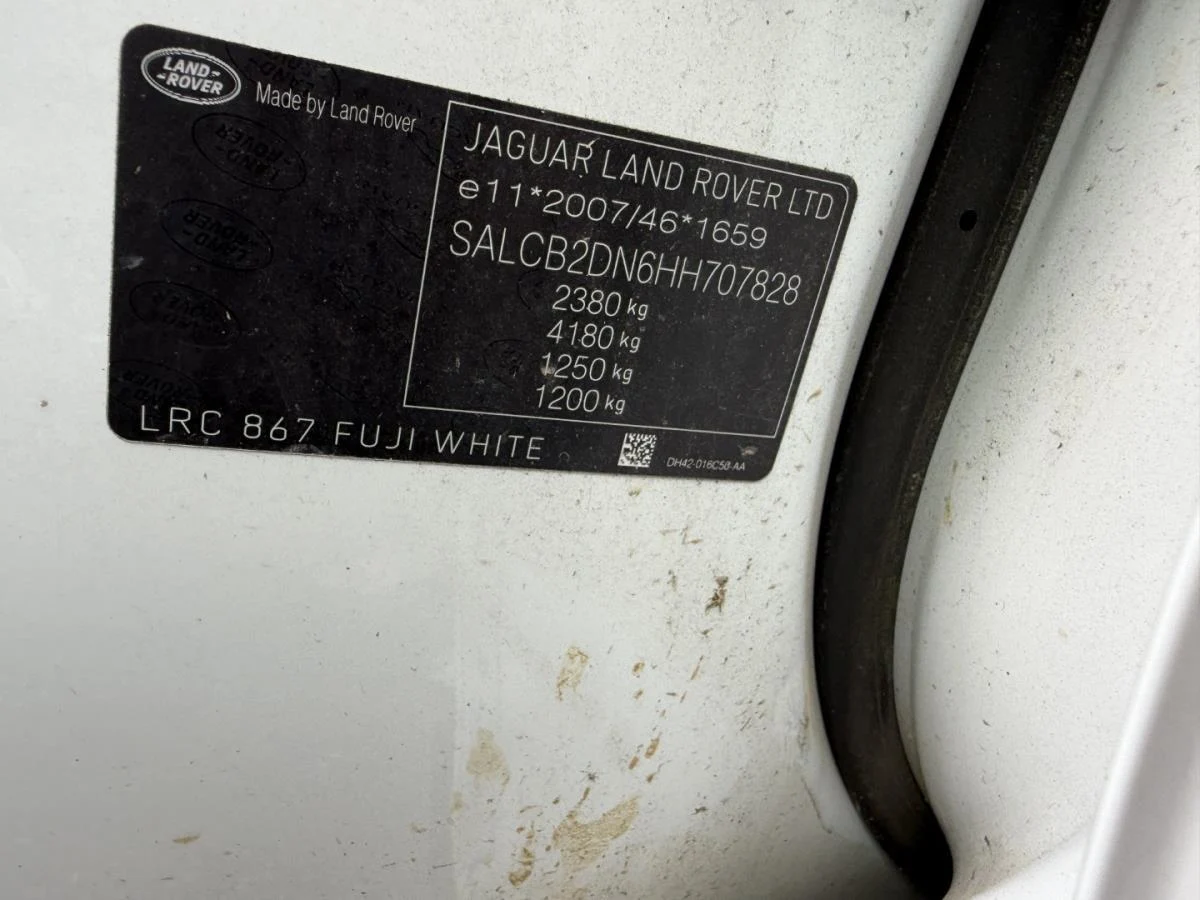 LAND-
-ROVER
Made by Land Rover
JAGUAR LAND ROVER LTD
e11*2007/46*1659
SALCB2DN6HH707828
2380 kg
4180 kg
1250 kg
1200 kg
LRC 867 FUJI WHITE
DH42-016C50-AA